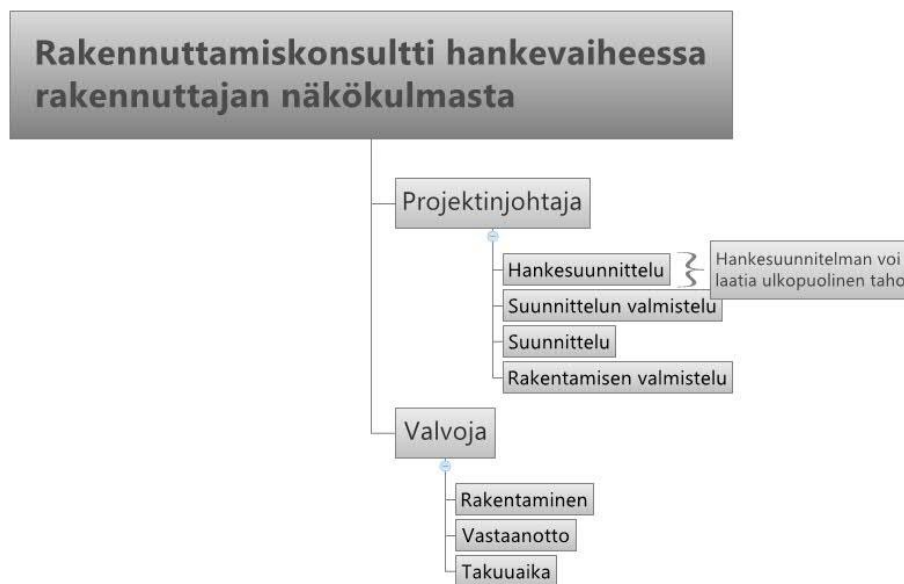 Rakennuttamiskonsultti hankevaiheessa
rakennuttajan näkökulmasta
Projektinjohtaja
Hankesuunnittelu
Hankesuunnitelman voi
laatia ulkopuolinen taho
Suunnittelun valmistelu
Suunnittelu
Rakentamisen valmistelu
Valvoja
Rakentaminen
Vastaanotto
Takuuaika